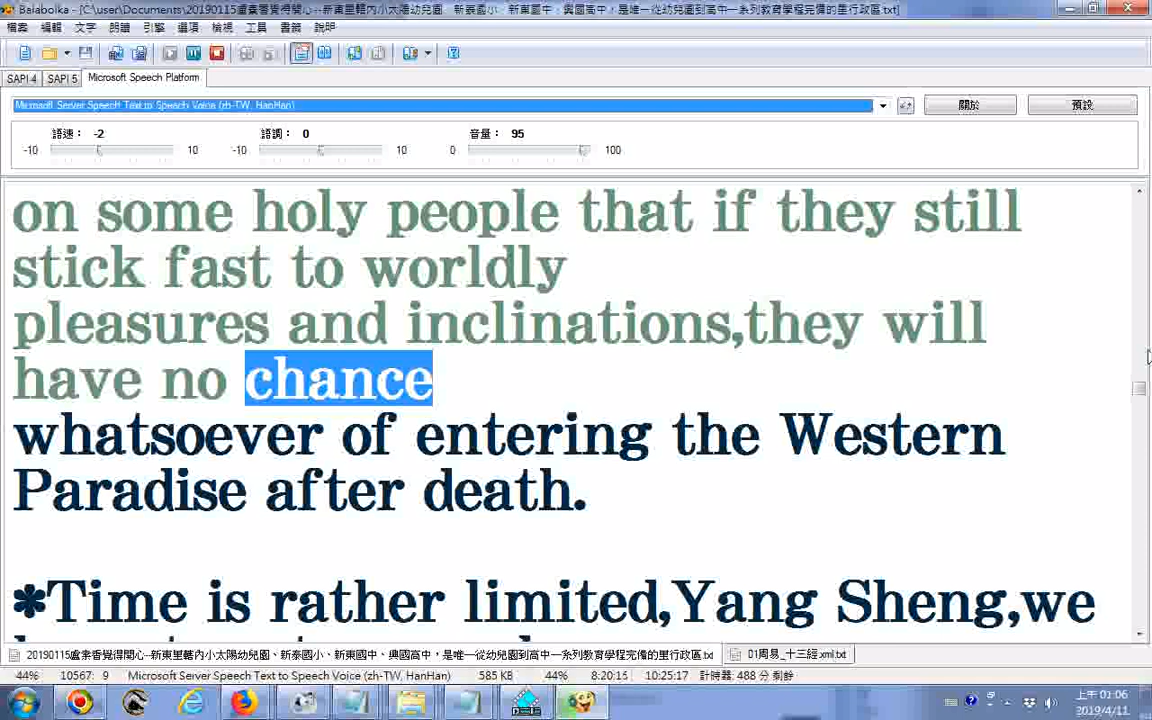 Balabolka - [C:\user\Documents\20190115盧彔香覺得開心--新東里轄內小太陽幼兒園、新泰國小、新東國中、興國高中，是唯一從幼兒園到高中一系列教育學程完備的里行政區.txt]
檔案 編輯 文字 朗讀 引擎 選項 檢視 工具 書籤 說明
SAPI 4 SAPI 5 Microsoft Speech Platform
Microsoft Server Speech Text to Speech Voice (zh-TW, HanHan) 關於 預設
語速： -2 語調： 0 音量： 95
-10 10 -10 10 0 100
on some holy people that if they still
stick fast to worldly
pleasures and inclinations,they will
have no chance
whatsoever of entering the Western
Paradise after death.
*Time is rather limited,Yang Sheng,we
20190115盧彔香覺得開心--新東里轄內小太陽幼兒園、新泰國小、新東國中、興國高中，是唯一從幼兒園到高中一系列教育學程完備的里行政區.txt 01周易_十三經.xml.txt
44% 10567: 9 Microsoft Server Speech Text to Speech Voice (zh-TW, HanHan) 585 KB 44% 8:20:15 10:25:17 計時器: 488 分 剩餘
上午 01:06
2019/4/11